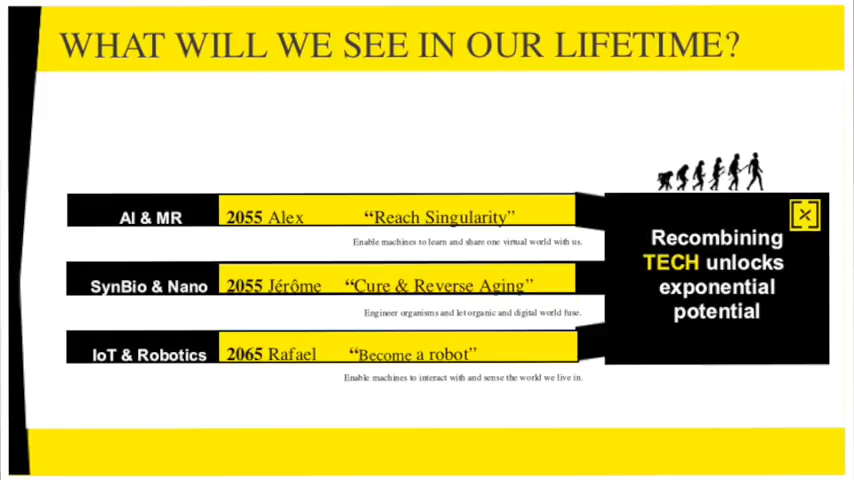 WHAT WILL WE SEE IN OUR LIFETIME?
AI & MR 2055 Alex “Reach Singularity”
Enable machines to learn and share one virtual world with us.
SynBio & Nano 2055 Jérôme “Cure & Reverse Aging”
Engineer organisms and let organic and digital world fuse.
IoT & Robotics 2065 Rafael “Become a robot”
Enable machines to interact with and sense the world we live in.
Recombining
TECH unlocks
exponential
potential